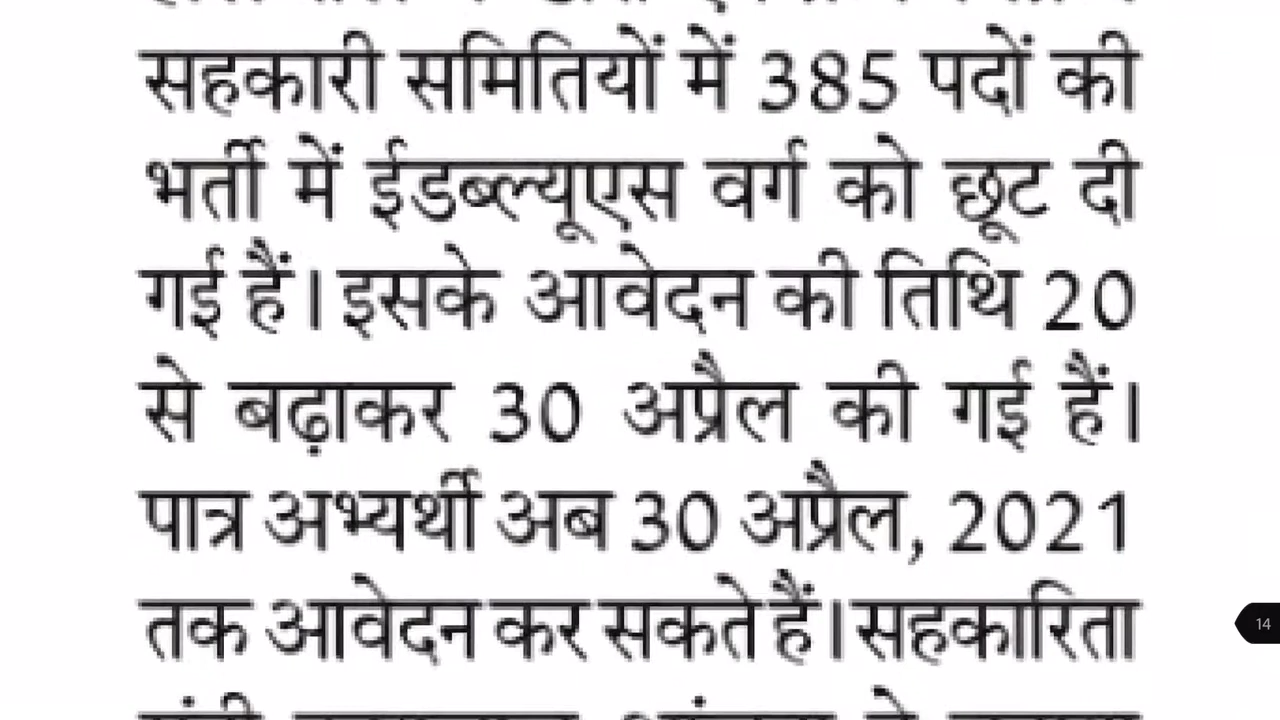 सहकारी समितियों में 385 पदों की
भर्ती में ईडब्ल्यूएस वर्ग को छूट दी
गई हैं। इसके आवेदन की तिथि 20
से बढ़ाकर 30 अप्रैल की गई हैं।
पात्र अभ्यर्थी अब 30 अप्रैल, 2021
तक आवेदन कर सकते हैं। सहकारिता
14